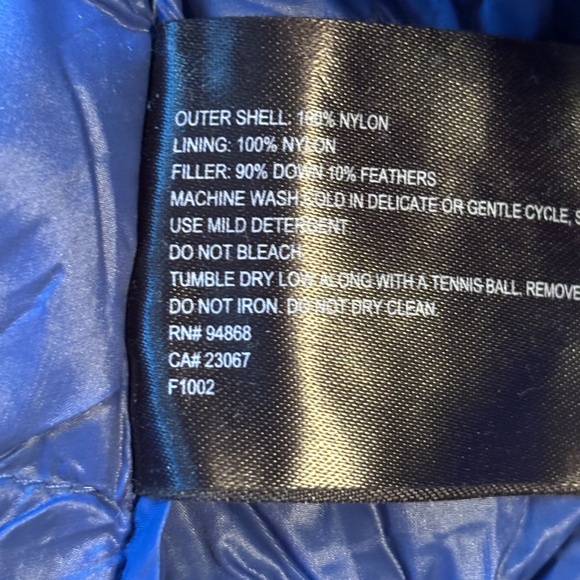 OUTER SHELL: 100% NYLON
LINING: 100% NYLON
FILLER: 90% DOWN 10% FEATHERS
MACHINE WASH COLD IN DELICATE OR GENTLE CYCLE, S
USE MILD DETERGENT
DO NOT BLEACH
TUMBLE DRY LOW ALONG WITH A TENNIS BALL. REMOVE
DO NOT IRON. DO NOT DRY CLEAN.
RN# 94868
CA# 23067
F1002